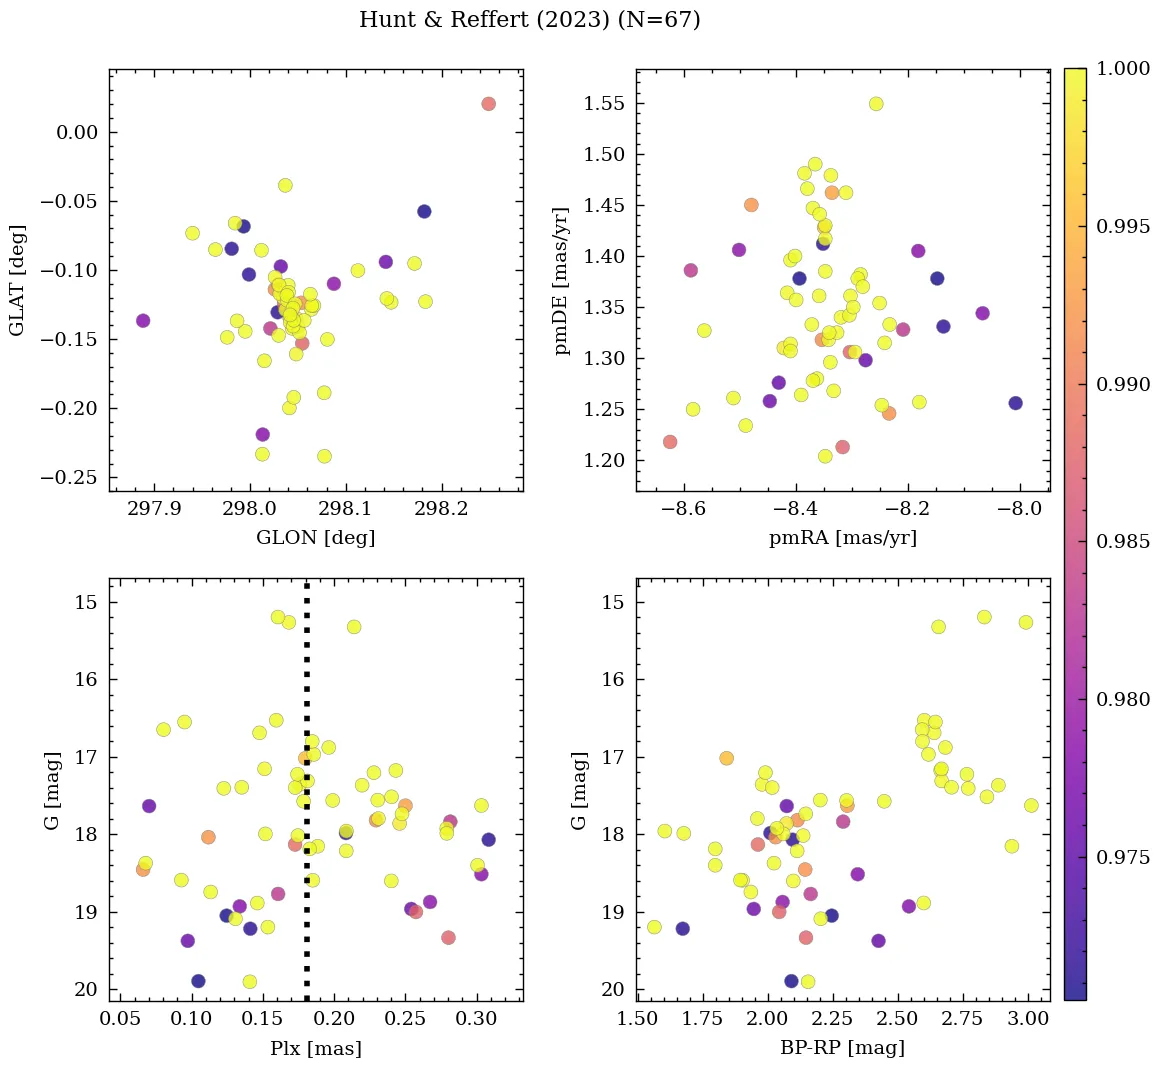 Hunt & Reffert (2023) (N=67)
0.00
−0.05
−0.10
−0.15
−0.20
−0.25
GLAT [deg]
297.9 298.0 298.1 298.2
GLON [deg]
1.55
1.50
1.45
1.40
1.35
1.30
1.25
1.20
pmDE [mas/yr]
−8.6 −8.4 −8.2 −8.0
pmRA [mas/yr]
15
16
17
18
19
20
G [mag]
0.05 0.10 0.15 0.20 0.25 0.30
Plx [mas]
15
16
17
18
19
20
G [mag]
1.50 1.75 2.00 2.25 2.50 2.75 3.00
BP-RP [mag]
1.000
0.995
0.990
0.985
0.980
0.975